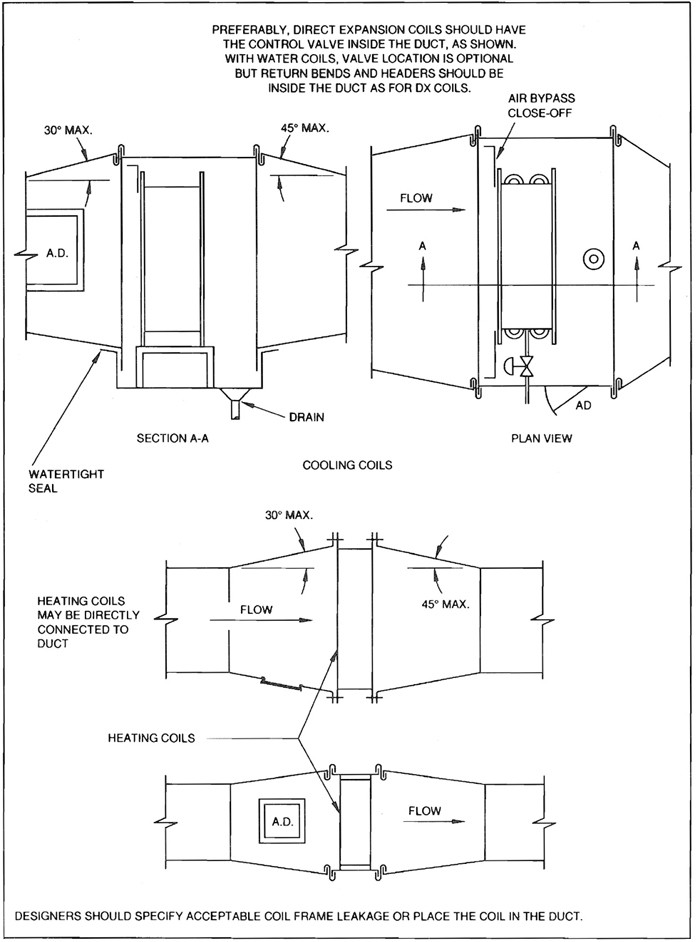 PREFERABLY, DIRECT EXPANSION COILS SHOULD HAVE
THE CONTROL VALVE INSIDE THE DUCT, AS SHOWN.
WITH WATER COILS, VALVE LOCATION IS OPTIONAL
BUT RETURN BENDS AND HEADERS SHOULD BE
INSIDE THE DUCT AS FOR DX COILS.
30° MAX.
45° MAX.
AIR BYPASS
CLOSE-OFF
FLOW
A.D.
A
A
DRAIN
AD
SECTION A-A
PLAN VIEW
WATERTIGHT
SEAL
COOLING COILS
30° MAX.
45° MAX.
HEATING COILS
MAY BE DIRECTLY
CONNECTED TO
DUCT
FLOW
HEATING COILS
A.D.
FLOW
DESIGNERS SHOULD SPECIFY ACCEPTABLE COIL FRAME LEAKAGE OR PLACE THE COIL IN THE DUCT.